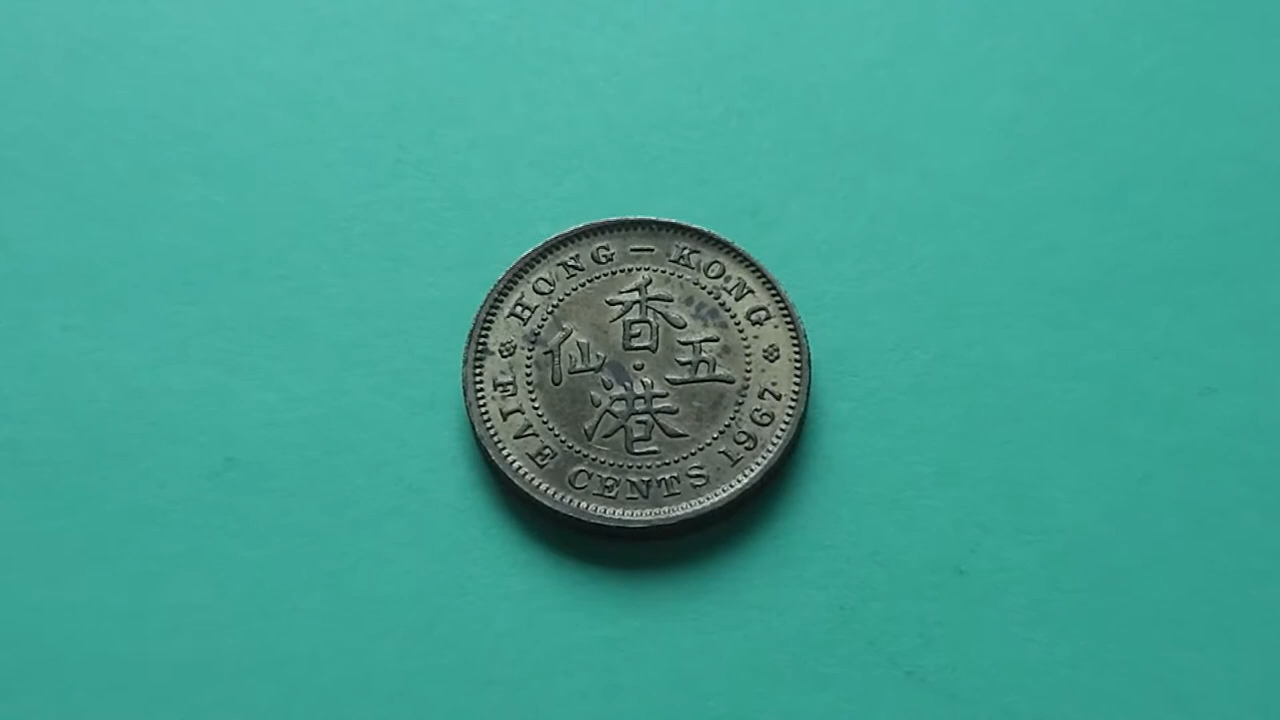 HONG – KONG
香
五 仙
港
FIVE CENTS 1967